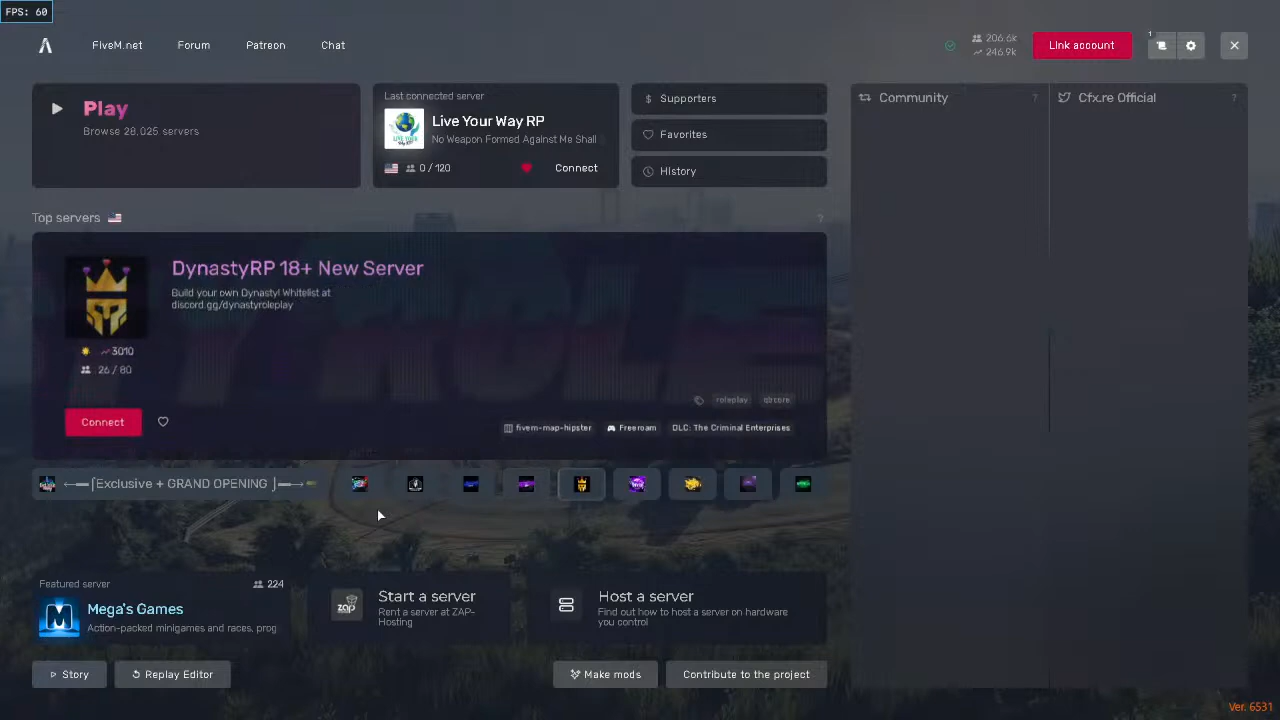 FPS: 60
FiveM.net
Forum
Patreon
Chat
206.6k
246.9k
Link account
1
Play
Browse 28,025 servers
Last connected server
Live Your Way RP
No Weapon Formed Against Me Shall
0 / 120
Connect
$ Supporters
Favorites
History
Community
?
Cfx.re Official
?
Top servers
?
DynastyRP 18+ New Server
Build your own Dynasty! Whitelist at
discord.gg/dynastyroleplay
3010
26 / 80
Connect
roleplay
qbcore
fivem-map-hipster
Freeroam
DLC: The Criminal Enterprises
Exclusive + GRAND OPENING
Featured server
224
Mega's Games
Action-packed minigames and races, prog
ZAP
Start a server
Rent a server at ZAP-
Hosting
Host a server
Find out how to host a server on hardware
you control
Story
Replay Editor
Make mods
Contribute to the project
Ver. 6531